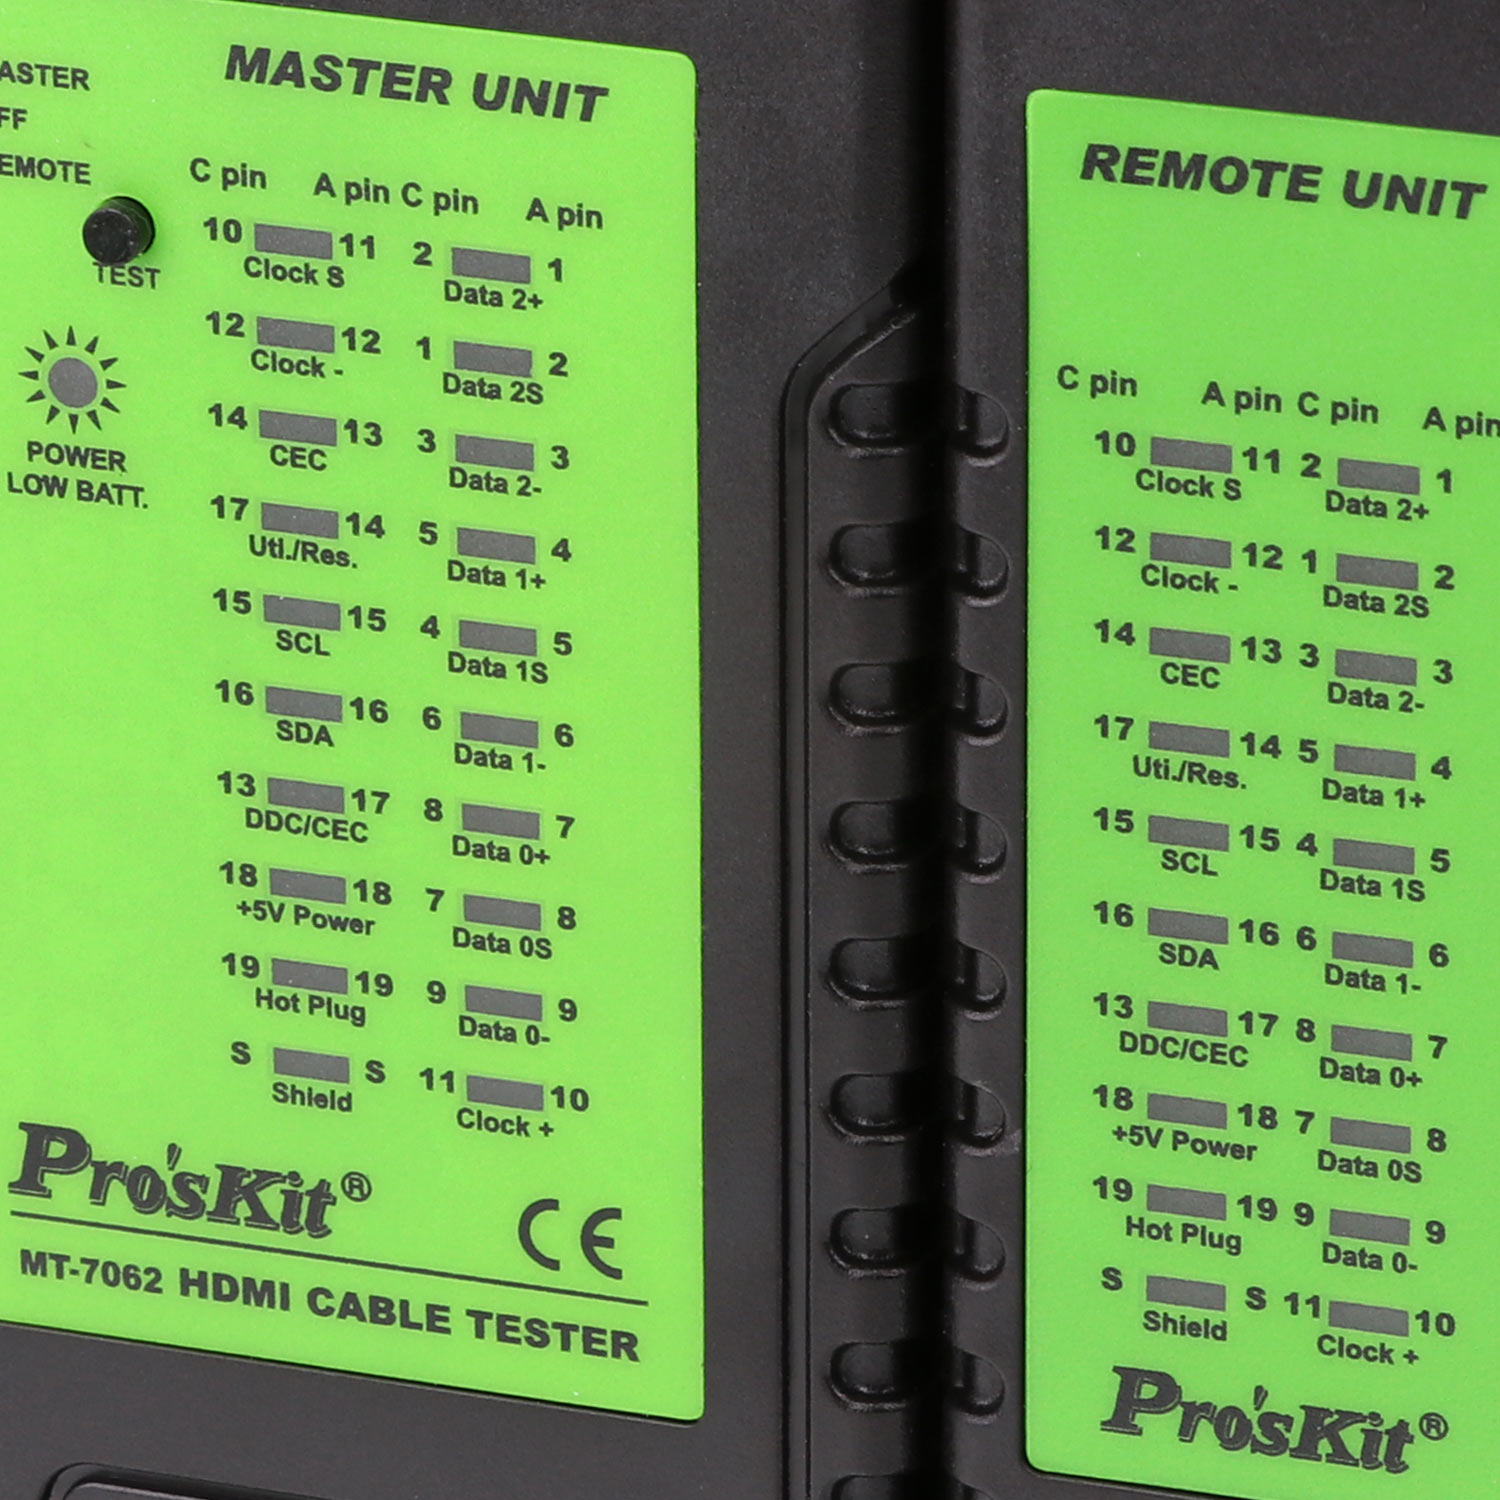 MASTER UNIT
ASTER
FF
EMOTE
TEST
POWER
LOW BATT.
C pin A pin C pin A pin
10 11 2 1
Clock S Data 2+
12 12 1 2
Clock - Data 2S
14 13 3 3
CEC Data 2-
17 14 5 4
Uti./Res. Data 1+
15 15 4 5
SCL Data 1S
16 16 6 6
SDA Data 1-
13 17 8 7
DDC/CEC Data 0+
18 18 7 8
+5V Power Data 0S
19 19 9 9
Hot Plug Data 0-
S S 11 10
Shield Clock +
Pro'sKit®
CE
MT-7062 HDMI CABLE TESTER
REMOTE UNIT
C pin A pin C pin A pin
10 11 2 1
Clock S Data 2+
12 12 1 2
Clock - Data 2S
14 13 3 3
CEC Data 2-
17 14 5 4
Uti./Res. Data 1+
15 15 4 5
SCL Data 1S
16 16 6 6
SDA Data 1-
13 17 8 7
DDC/CEC Data 0+
18 18 7 8
+5V Power Data 0S
19 19 9 9
Hot Plug Data 0-
S S 11 10
Shield Clock +
Pro'sKit®